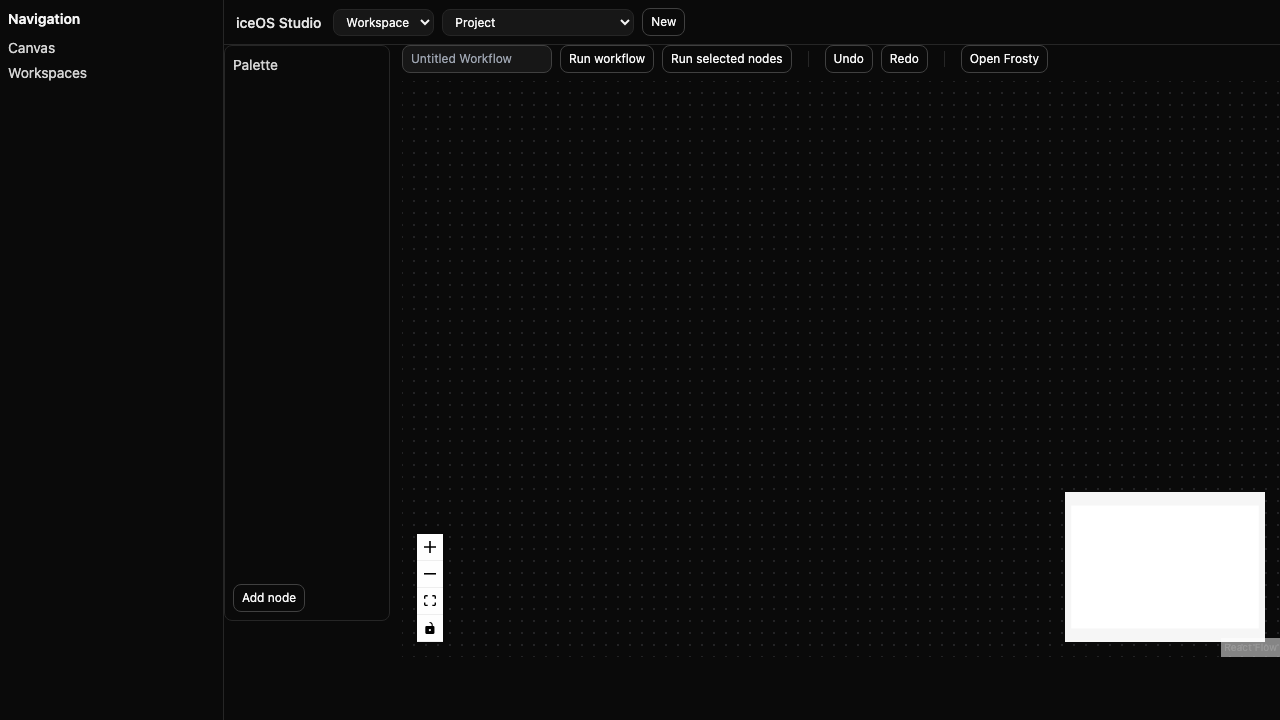 Navigation
Canvas
Workspaces
iceOS Studio
Workspace
Project
New
Palette
Untitled Workflow
Run workflow
Run selected nodes
Undo
Redo
Open Frosty
Add node
React Flow